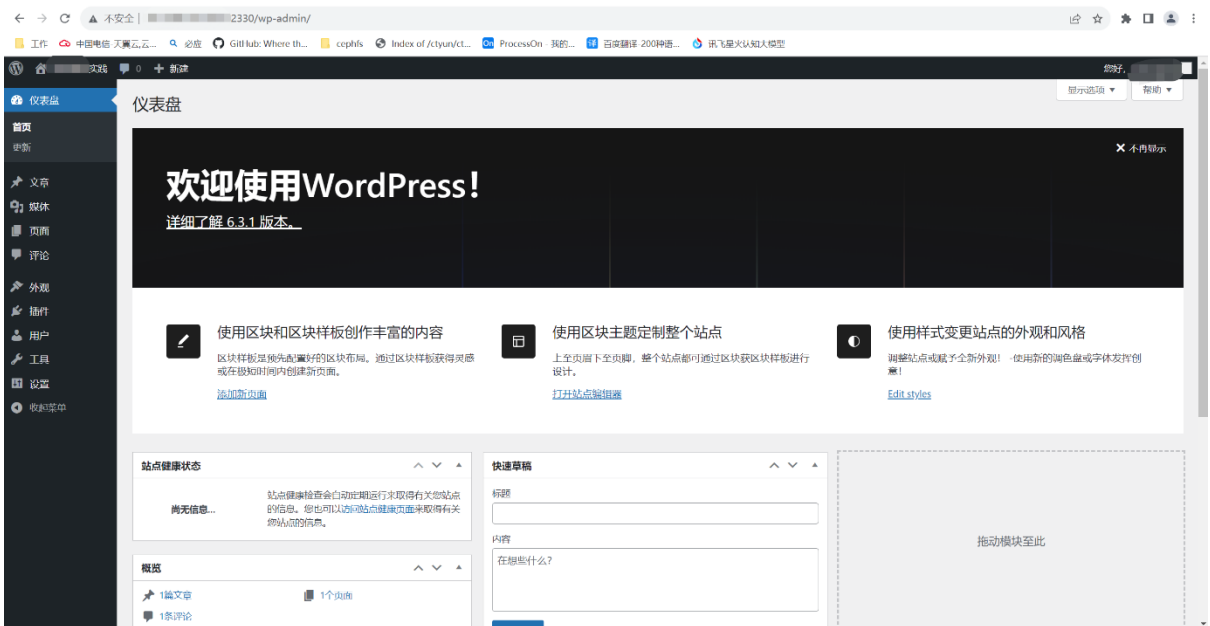 不安全 | 2330/wp-admin/
工作 中国电信-天翼云,云... 必应 GitHub: Where th... cephfs Index of /ctyun/ct... On ProcessOn - 我的... 译 百度翻译-200种语... 讯飞星火认知大模型
实践 0 新建 您好,
显示选项 ▼ 帮助 ▼
仪表盘
首页
更新
文章
媒体
页面
评论
外观
插件
用户
工具
设置
收起菜单
仪表盘
不再显示
欢迎使用WordPress!
详细了解 6.3.1 版本。
使用区块和区块样板创作丰富的内容
区块样板是预先配置好的区块布局。通过区块样板获得灵感
或在极短时间内创建新页面。
添加新页面
使用区块主题定制整个站点
上至页眉下至页脚,整个站点都可通过区块获区块样板进行
设计。
打开站点编辑器
使用样式变更站点的外观和风格
调整站点或赋予全新外观! -使用新的调色盘或字体发挥创
意!
Edit styles
站点健康状态
尚无信息...
站点健康检查会自动定期运行来取得有关您站点
的信息。您也可以访问站点健康页面来取得有关
您站点的信息。
概览
1篇文章 1个页面
1条评论
快速草稿
标题
内容
在想些什么?
拖动模块至此